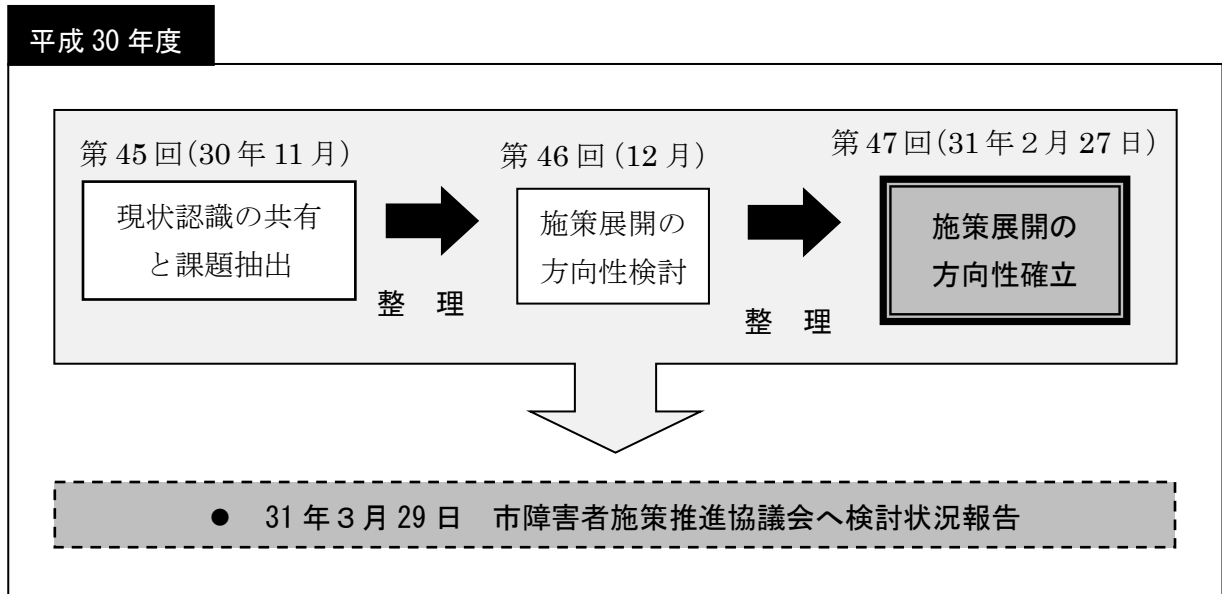 平成 30 年度
第 45 回(30 年 11 月)
現状認識の共有
と課題抽出
整 理
第 46 回(12 月)
施策展開の
方向性検討
整 理
第 47 回(31 年 2 月 27 日)
施策展開の
方向性確立
● 31 年3月 29 日 市障害者施策推進協議会へ検討状況報告